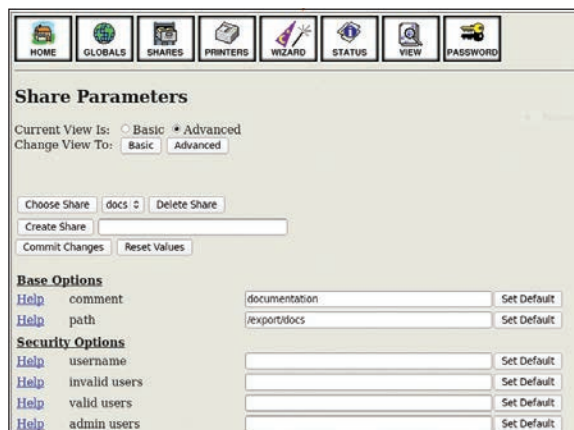 HOME GLOBALS SHARES PRINTERS WIZARD STATUS VIEW PASSWORD
Share Parameters
Current View Is: Basic Advanced
Change View To: Basic Advanced
Choose Share docs Delete Share
Create Share
Commit Changes Reset Values
Base Options
Help comment documentation Set Default
Help path /export/docs Set Default
Security Options
Help username Set Default
Help invalid users Set Default
Help valid users Set Default
Help admin users Set Default